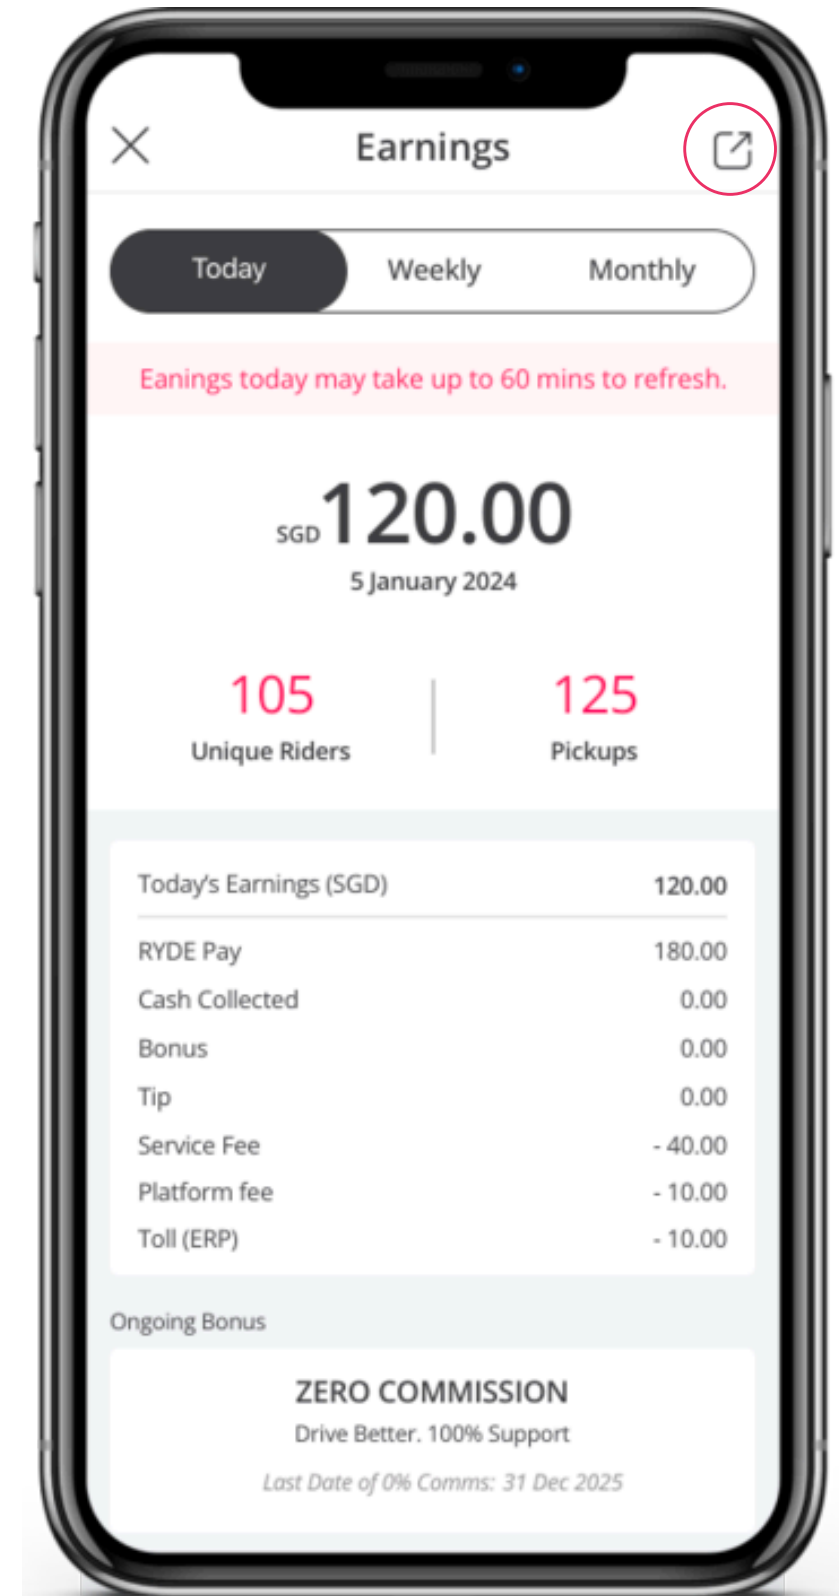 Earnings
Today Weekly Monthly
Eanings today may take up to 60 mins to refresh.
SGD 120.00
5 January 2024
105 125
Unique Riders Pickups
Today's Earnings (SGD) 120.00
RYDE Pay 180.00
Cash Collected 0.00
Bonus 0.00
Tip 0.00
Service Fee - 40.00
Platform fee - 10.00
Toll (ERP) - 10.00
Ongoing Bonus
ZERO COMMISSION
Drive Better. 100% Support
Last Date of 0% Comms: 31 Dec 2025